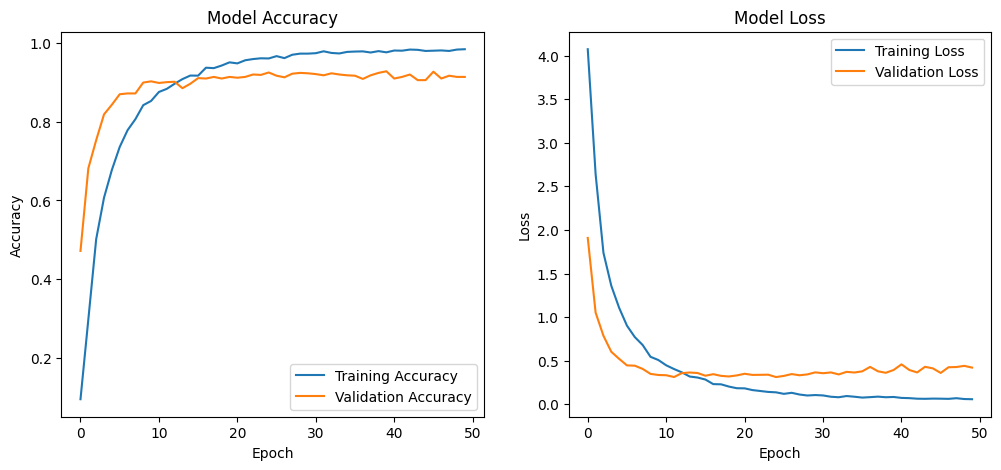 Model Accuracy
Accuracy
1.0
0.8
0.6
0.4
0.2
Training Accuracy
Validation Accuracy
0 10 20 30 40 50
Epoch
Model Loss
Loss
4.0
3.5
3.0
2.5
2.0
1.5
1.0
0.5
0.0
Training Loss
Validation Loss
0 10 20 30 40 50
Epoch